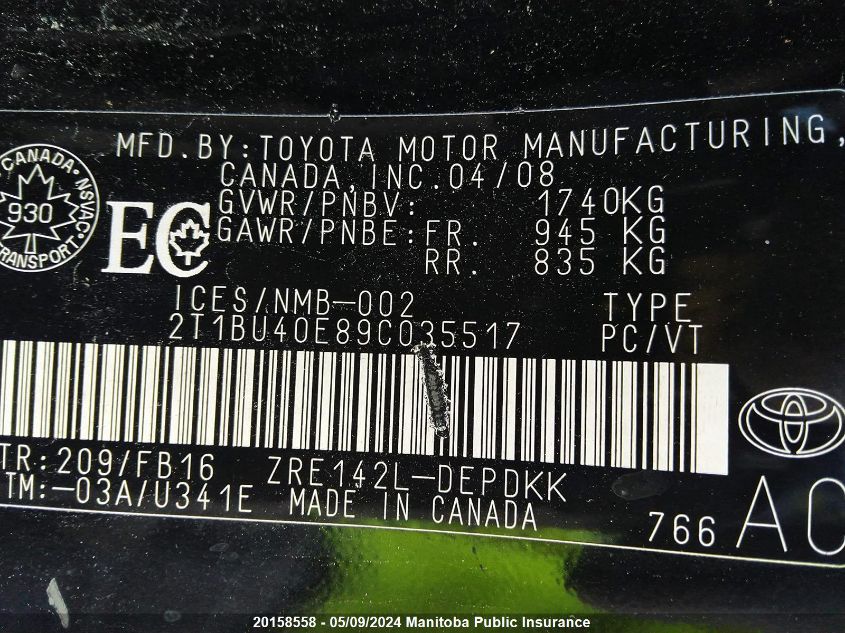 CANADA • NSVAC •
930
TRANSPORT
EC
MFD.BY:TOYOTA MOTOR MANUFACTURING,
CANADA,INC.04/08
GVWR/PNBV: 1740KG
GAWR/PNBE:FR. 945 KG
RR. 835 KG
ICES/NMB-002 TYPE
2T1BU40E89C035517 PC/VT
TR:209/FB16 ZRE142L-DEPDKK
TM:-03A/U341E MADE IN CANADA
766 AC
20158558 - 05/09/2024 Manitoba Public Insurance